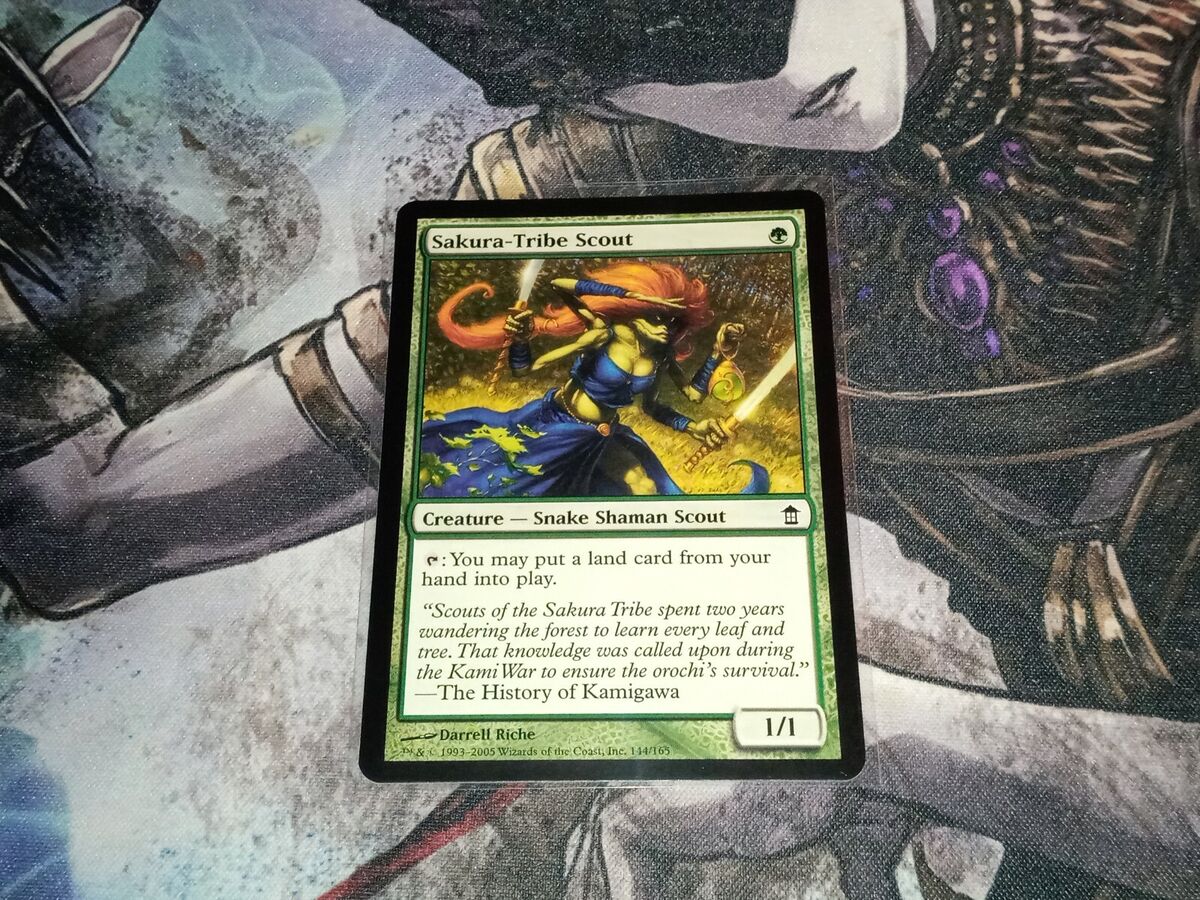 Sakura-Tribe Scout
Creature — Snake Shaman Scout
:You may put a land card from your
hand into play.
“Scouts of the Sakura Tribe spent two years
wandering the forest to learn every leaf and
tree. That knowledge was called upon during
the Kami War to ensure the orochi’s survival.”
—The History of Kamigawa
1/1
Darrell Riche
™ & © 1993–2005 Wizards of the Coast, Inc. 144/165